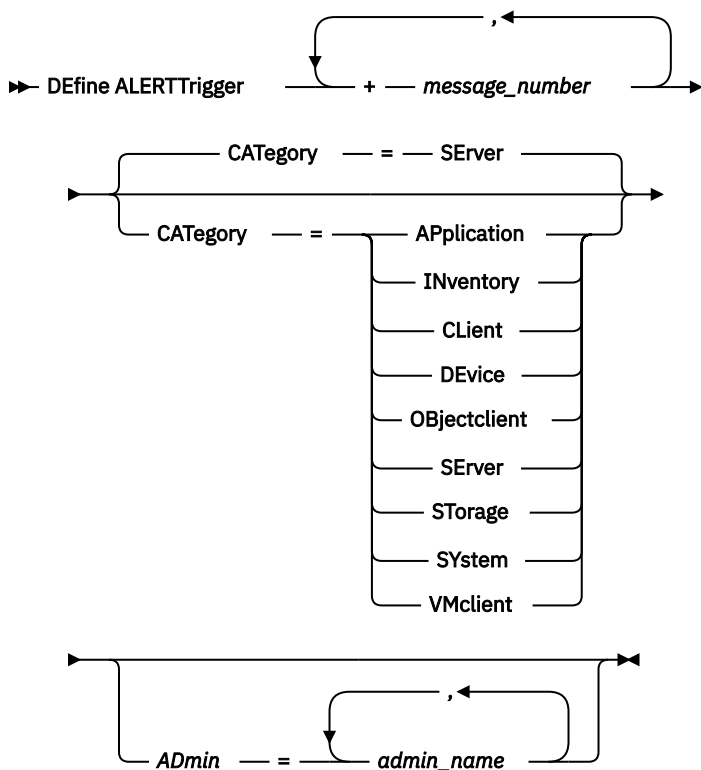 ,
DEfine ALERTTrigger + message_number
CATegory = SErver
CATegory = APplication
INventory
CLient
DEvice
OBjectclient
SErver
STorage
SYstem
VMclient
,
ADmin = admin_name